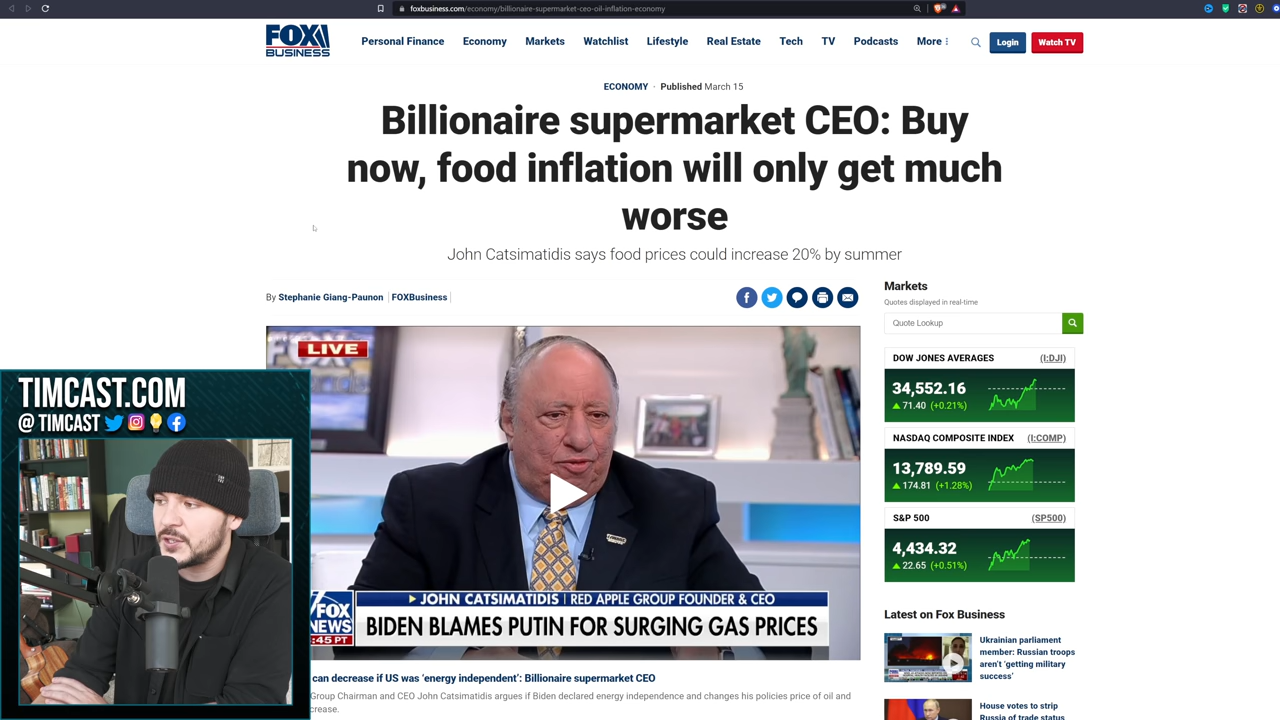 foxbusiness.com/economy/billionaire-supermarket-ceo-oil-inflation-economy
FOX
BUSINESS
Personal Finance Economy Markets Watchlist Lifestyle Real Estate Tech TV Podcasts More
Login
Watch TV
ECONOMY · Published March 15
Billionaire supermarket CEO: Buy
now, food inflation will only get much
worse
John Catsimatidis says food prices could increase 20% by summer
By Stephanie Giang-Paunon | FOXBusiness
LIVE
JOHN CATSIMATIDIS | RED APPLE GROUP FOUNDER & CEO
BIDEN BLAMES PUTIN FOR SURGING GAS PRICES
FOX
NEWS
:45 PT
can decrease if US was ‘energy independent’: Billionaire supermarket CEO
Group Chairman and CEO John Catsimatidis argues if Biden declared energy independence and changes his policies price of oil and
crease.
Markets
Quotes displayed in real-time
Quote Lookup
DOW JONES AVERAGES (I:DJI)
34,552.16
▲ 71.40 (+0.21%)
NASDAQ COMPOSITE INDEX (I:COMP)
13,789.59
▲ 174.81 (+1.28%)
S&P 500 (SP500)
4,434.32
▲ 22.65 (+0.51%)
Latest on Fox Business
Ukrainian parliament
member: Russian troops
aren’t ‘getting military
success’
House votes to strip
Russia of trade status
TIMCAST.COM
@ TIMCAST